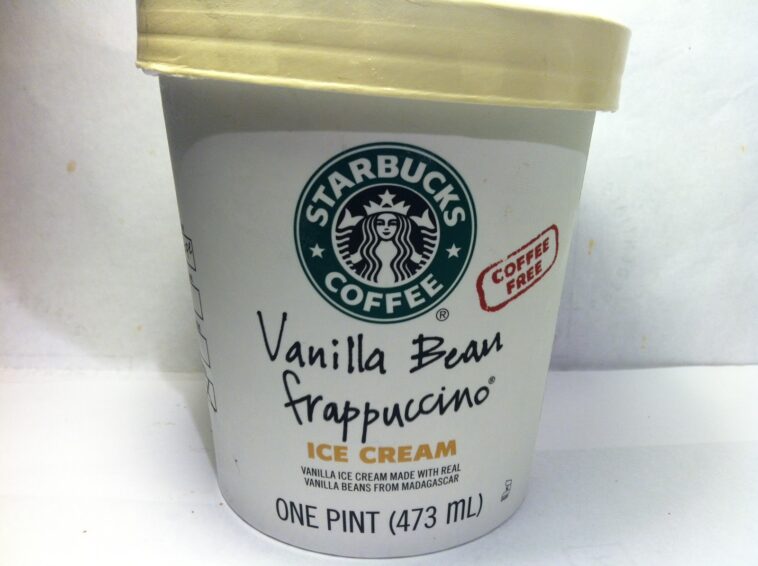 STARBUCKS
COFFEE
®
COFFEE
FREE
Vanilla Bean
frappuccino®
ICE CREAM
VANILLA ICE CREAM MADE WITH REAL
VANILLA BEANS FROM MADAGASCAR
ONE PINT (473 mL)